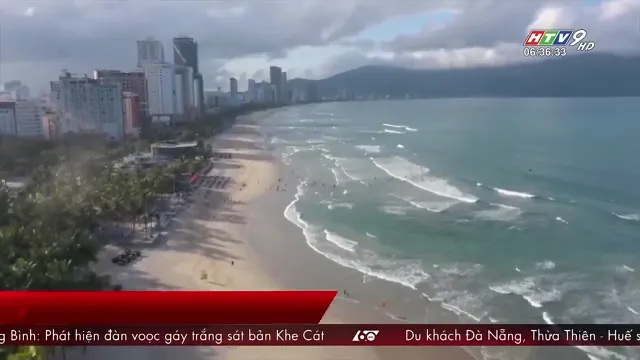 HTV9 HD
06:36:33
g Bình: Phát hiện đàn voọc gáy trắng sát bản Khe Cát 60 Du khách Đà Nẵng, Thừa Thiên - Huế s